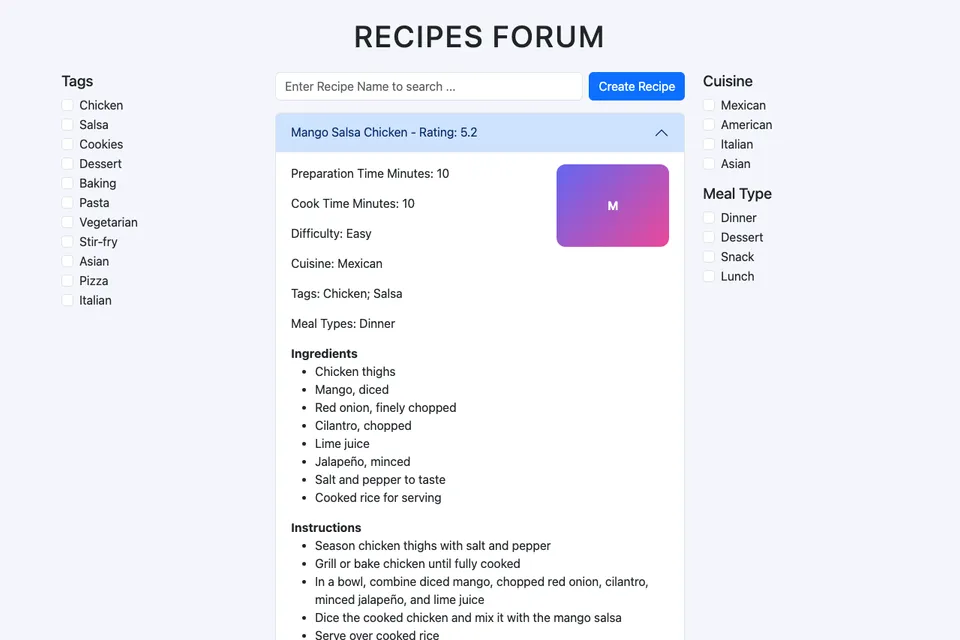 RECIPES FORUM
Tags
Chicken
Salsa
Cookies
Dessert
Baking
Pasta
Vegetarian
Stir-fry
Asian
Pizza
Italian
Enter Recipe Name to search ...
Create Recipe
Mango Salsa Chicken - Rating: 5.2
Preparation Time Minutes: 10
Cook Time Minutes: 10
Difficulty: Easy
Cuisine: Mexican
Tags: Chicken; Salsa
Meal Types: Dinner
M
Ingredients
Chicken thighs
Mango, diced
Red onion, finely chopped
Cilantro, chopped
Lime juice
Jalapeño, minced
Salt and pepper to taste
Cooked rice for serving
Instructions
Season chicken thighs with salt and pepper
Grill or bake chicken until fully cooked
In a bowl, combine diced mango, chopped red onion, cilantro,
minced jalapeño, and lime juice
Dice the cooked chicken and mix it with the mango salsa
Serve over cooked rice
Cuisine
Mexican
American
Italian
Asian
Meal Type
Dinner
Dessert
Snack
Lunch